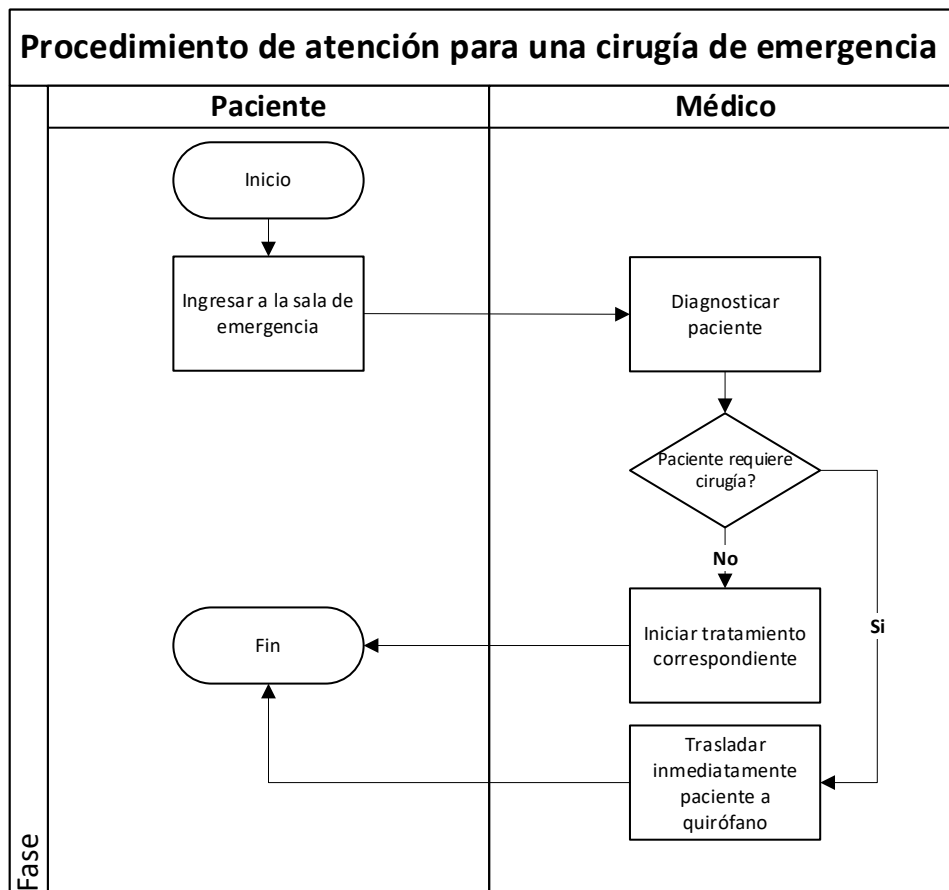 Procedimiento de atención para una cirugía de emergencia
Paciente
Médico
Inicio
Ingresar a la sala de
emergencia
Diagnosticar
paciente
Paciente requiere
cirugía?
No
Si
Iniciar tratamiento
correspondiente
Fin
Trasladar
inmediatamente
paciente a
quirófano
Fase